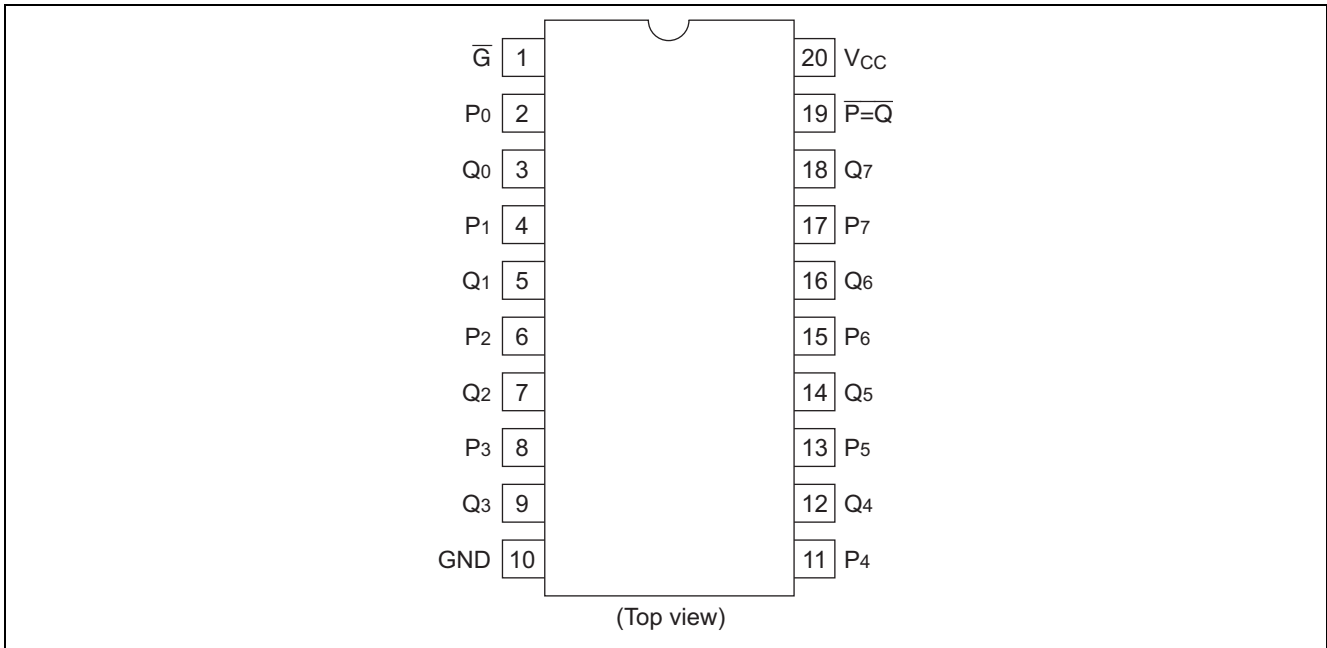 G̅ 1 20 VCC
P0 2 19 P̅=̅Q̅
Q0 3 18 Q7
P1 4 17 P7
Q1 5 16 Q6
P2 6 15 P6
Q2 7 14 Q5
P3 8 13 P5
Q3 9 12 Q4
GND 10 11 P4
(Top view)